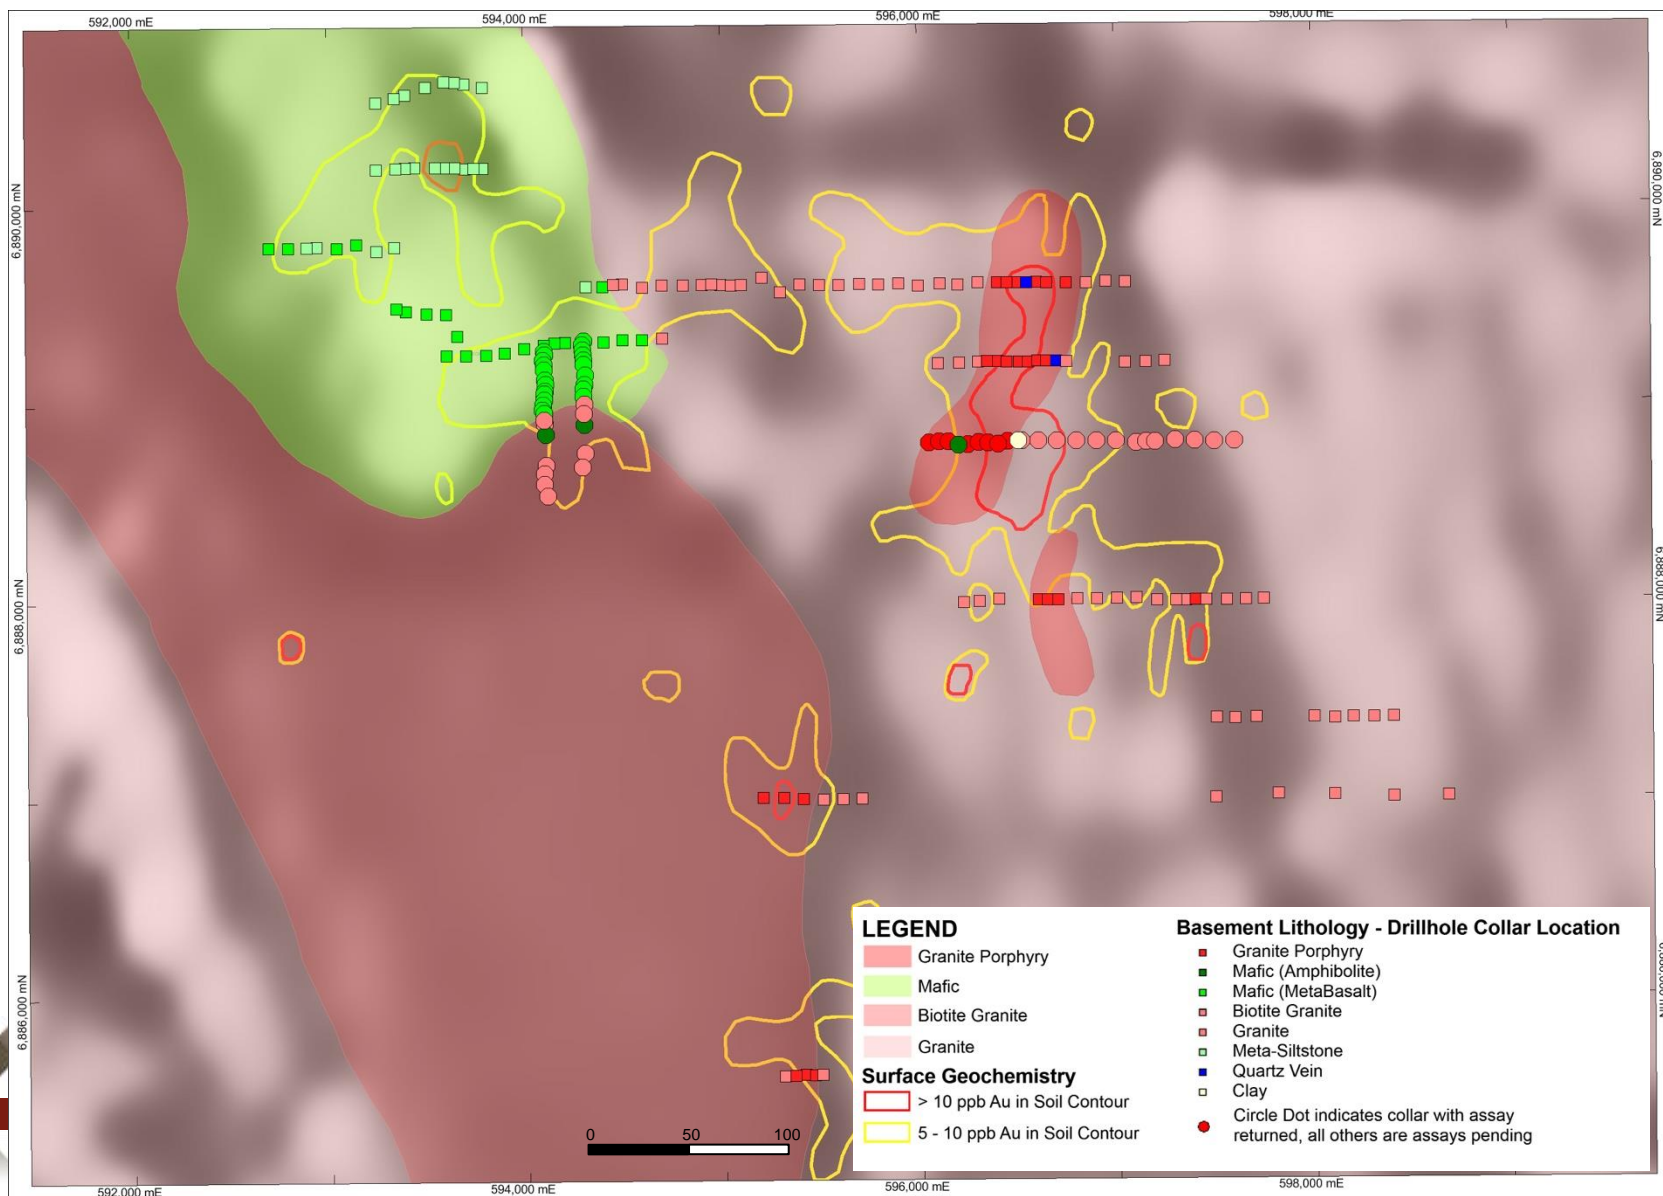 592,000 mE
594,000 mE
596,000 mE
598,000 mE
6,890,000 mN
6,890,000 mN
6,888,000 mN
6,888,000 mN
6,886,000 mN
LEGEND
Granite Porphyry
Mafic
Biotite Granite
Granite
Surface Geochemistry
> 10 ppb Au in Soil Contour
5 - 10 ppb Au in Soil Contour
Basement Lithology - Drillhole Collar Location
Granite Porphyry
Mafic (Amphibolite)
Mafic (MetaBasalt)
Biotite Granite
Granite
Meta-Siltstone
Quartz Vein
Clay
Circle Dot indicates collar with assay
returned, all others are assays pending
0 50 100
592,000 mE
594,000 mE
596,000 mE
598,000 mE